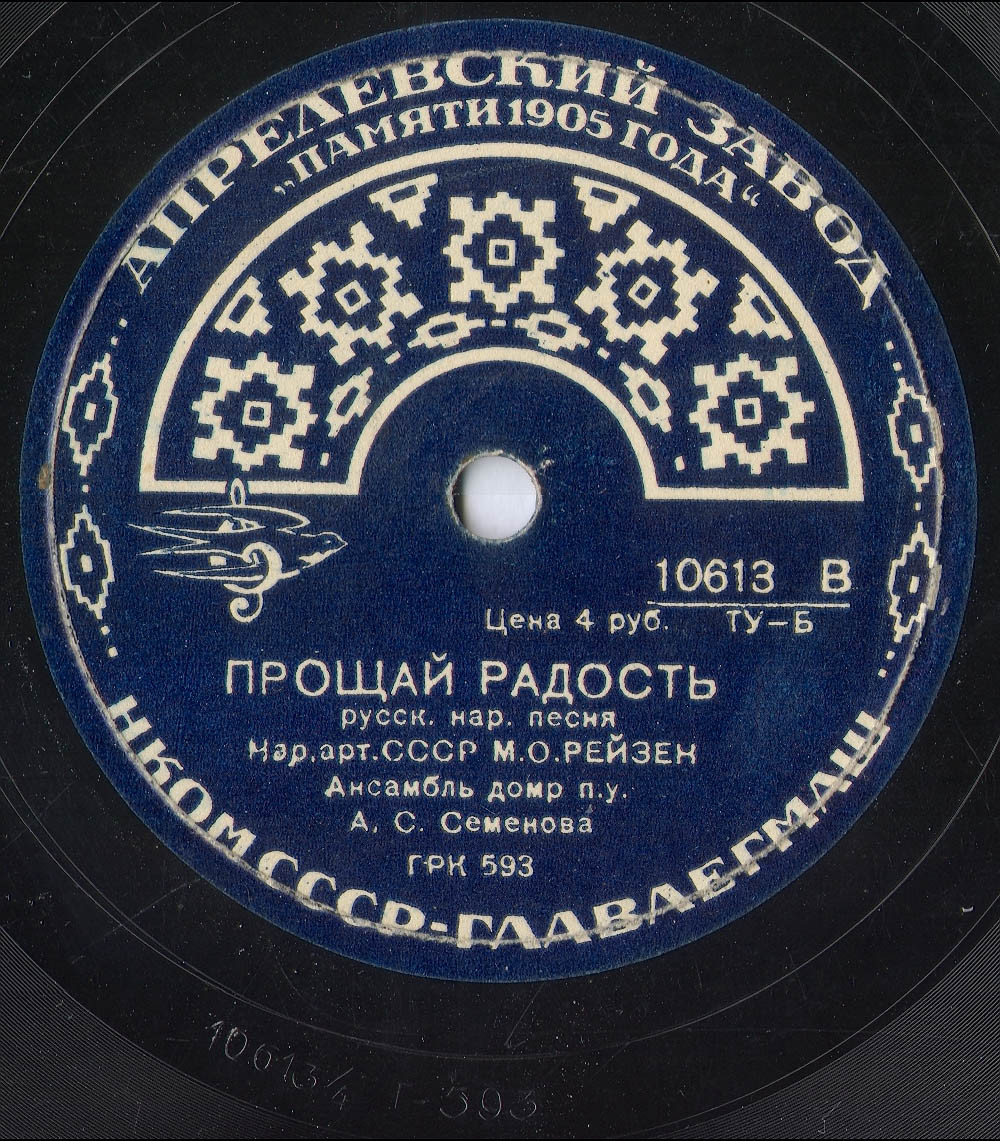 АПРЕЛЕВСКИЙ ЗАВОД
„ПАМЯТИ 1905 ГОДА“
10613 В
Цена 4 руб. ТУ–Б
ПРОЩАЙ РАДОСТЬ
русск. нар. песня
Нар.арт.СССР М.О.РЕЙЗЕН
Ансамбль домр п.у.
А. С. Семенова
ГРК 593
НКОМ СССР-ГЛАВЛЕГМАШ
10613/4 Г-593